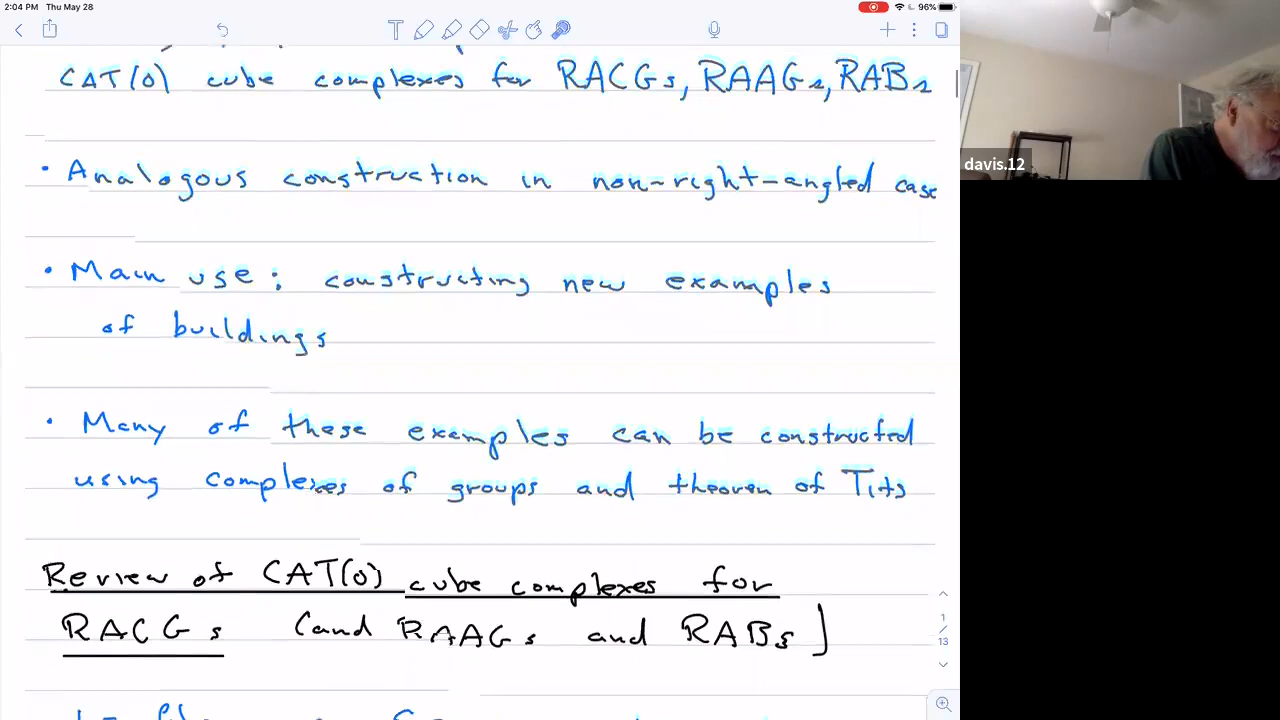 2:04 PM Thu May 28
96%
CAT(0) cube complexes for RACGs, RAAGs, RABs
• Analogous construction in non-right-angled case
• Main use: constructing new examples
of buildings
• Many of these examples can be constructed
using complexes of groups and theorem of Tits
Review of CAT(0) cube complexes for
RACGs (and RAAGs and RABs]
1
/
13
davis.12